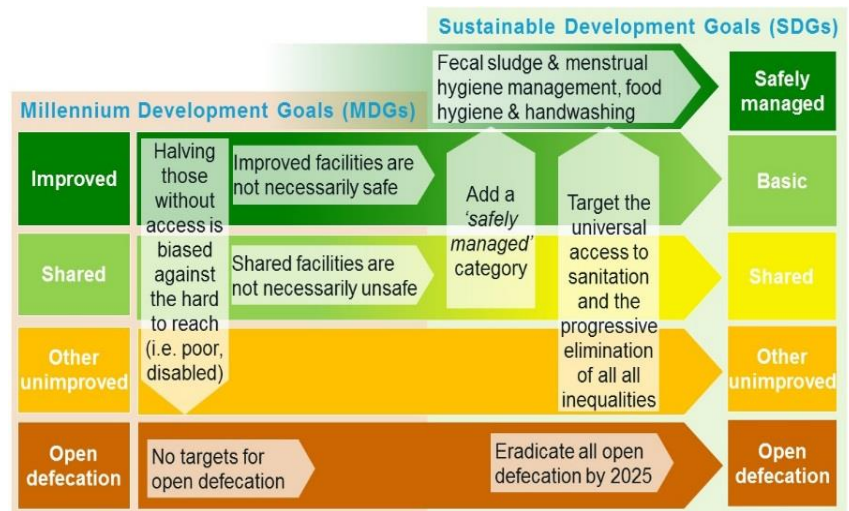 Sustainable Development Goals (SDGs)
Fecal sludge & menstrual
hygiene management, food
hygiene & handwashing
Safely
managed
Millennium Development Goals (MDGs)
Improved
Halving
those
without
access is
biased
against
the hard
to reach
(i.e. poor,
disabled)
Improved facilities are
not necessarily safe
Add a
‘safely
managed’
category
Target the
universal
access to
sanitation
and the
progressive
elimination
of all all
inequalities
Basic
Shared
Shared facilities are
not necessarily unsafe
Shared
Other
unimproved
Other
unimproved
Open
defecation
No targets for
open defecation
Eradicate all open
defecation by 2025
Open
defecation